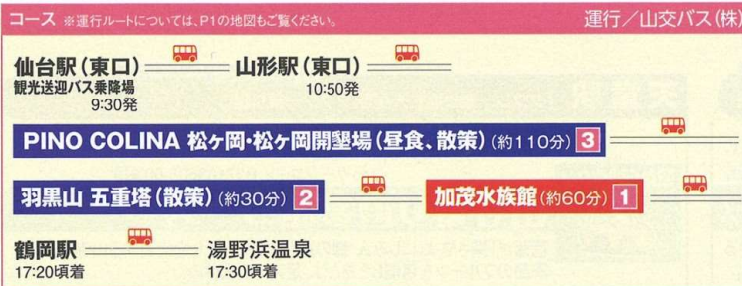 コース ※運行ルートについては、P1の地図もご覧ください。 運行／山交バス(株)
仙台駅(東口) 山形駅(東口)
観光送迎バス乗降場
9:30発 10:50発
PINO COLINA 松ヶ岡・松ヶ岡開墾場(昼食、散策)(約110分) 3
羽黒山 五重塔(散策)(約30分) 2 加茂水族館(約60分) 1
鶴岡駅 湯野浜温泉
17:20頃着 17:30頃着